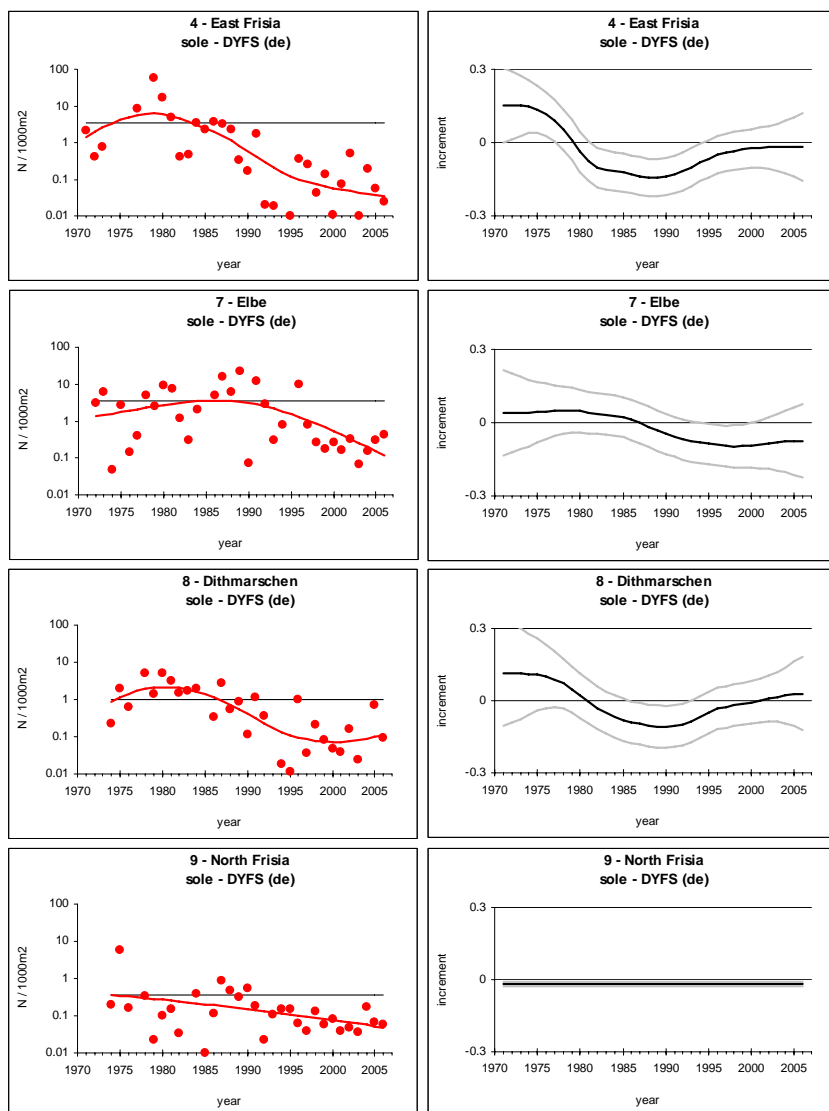 4 - East Frisia
sole - DYFS (de)
100
10
1
0.1
0.01
N / 1000m2
1970 1975 1980 1985 1990 1995 2000 2005
year
4 - East Frisia
sole - DYFS (de)
0.3
0
-0.3
increment
1970 1975 1980 1985 1990 1995 2000 2005
year
7 - Elbe
sole - DYFS (de)
100
10
1
0.1
0.01
N / 1000m2
1970 1975 1980 1985 1990 1995 2000 2005
year
7 - Elbe
sole - DYFS (de)
0.3
0
-0.3
increment
1970 1975 1980 1985 1990 1995 2000 2005
year
8 - Dithmarschen
sole - DYFS (de)
100
10
1
0.1
0.01
N / 1000m2
1970 1975 1980 1985 1990 1995 2000 2005
year
8 - Dithmarschen
sole - DYFS (de)
0.3
0
-0.3
increment
1970 1975 1980 1985 1990 1995 2000 2005
year
9 - North Frisia
sole - DYFS (de)
100
10
1
0.1
0.01
N / 1000m2
1970 1975 1980 1985 1990 1995 2000 2005
year
9 - North Frisia
sole - DYFS (de)
0.3
0
-0.3
increment
1970 1975 1980 1985 1990 1995 2000 2005
year